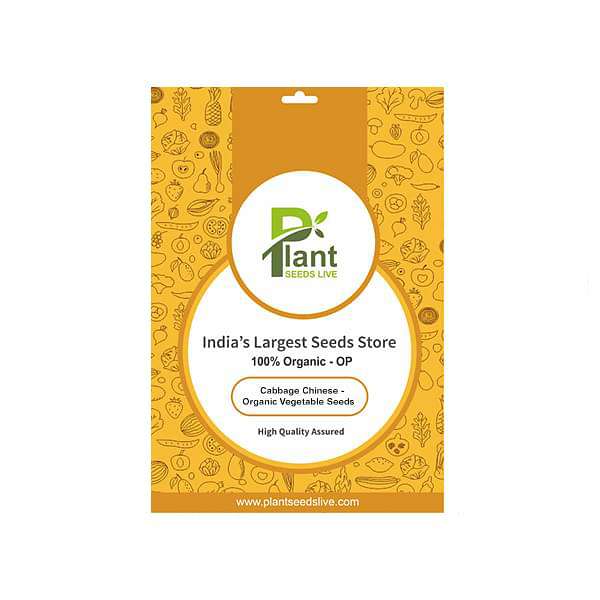 Plant
SEEDS LIVE
India's Largest Seeds Store
100% Organic - OP
Cabbage Chinese -
Organic Vegetable Seeds
High Quality Assured
www.plantseedslive.com